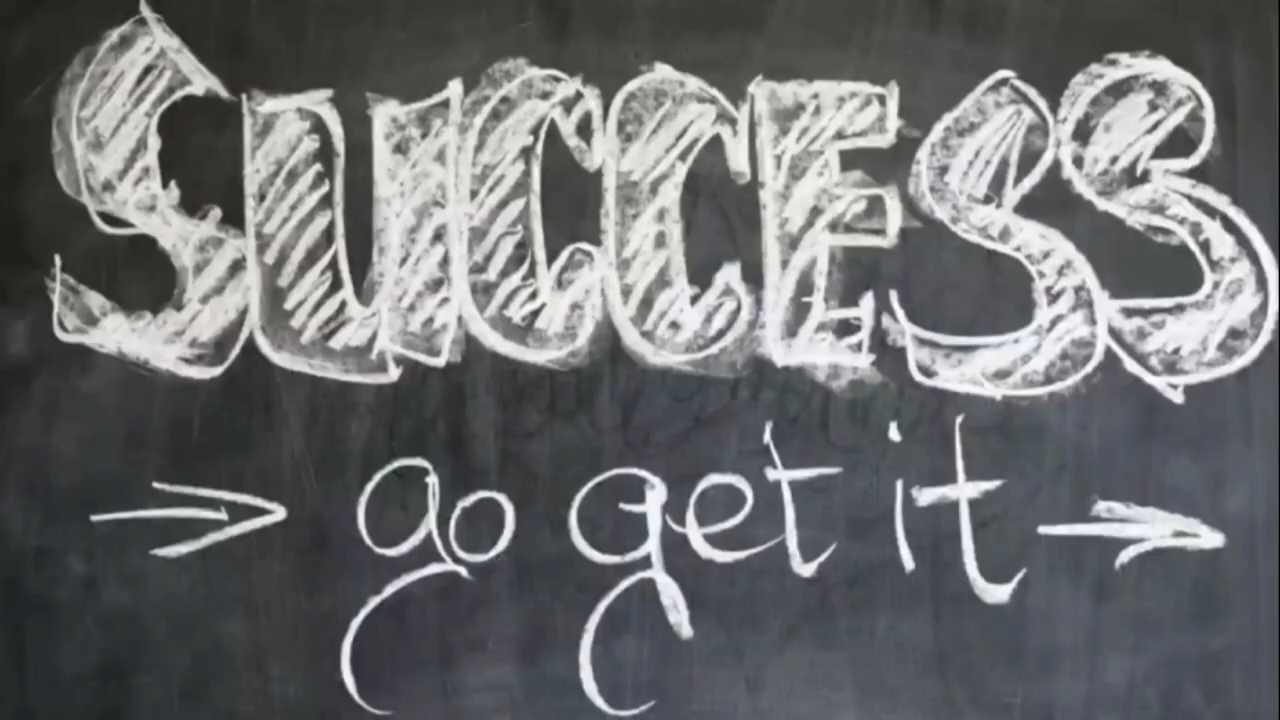 SUCCESS
→ go get it →